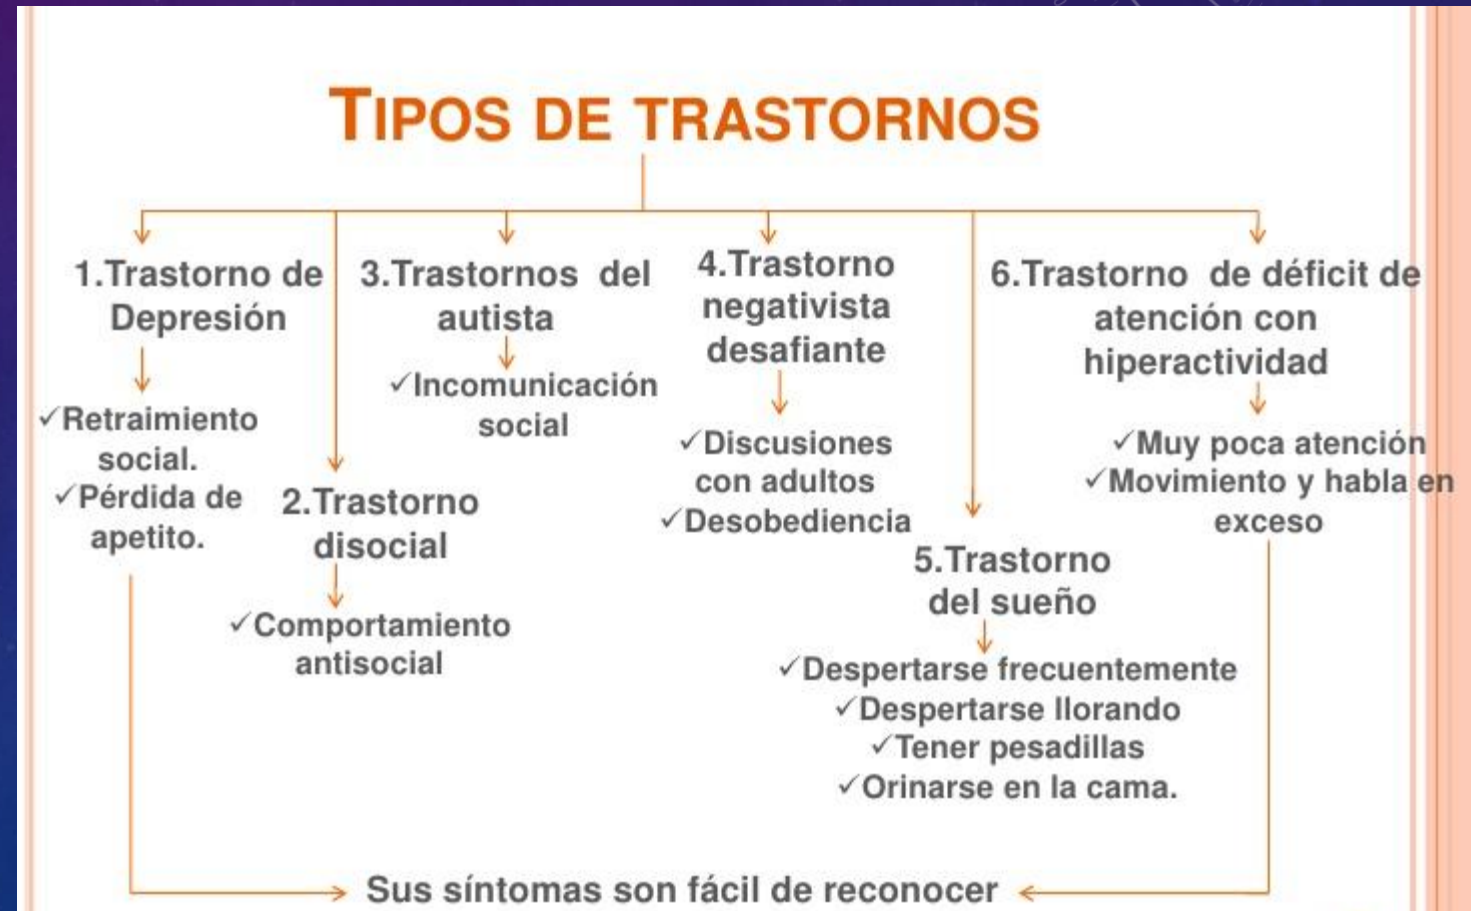 TIPOS DE TRASTORNOS
1.Trastorno de
Depresión
✓Retraimiento
social.
✓Pérdida de
apetito.
2.Trastorno
disocial
✓Comportamiento
antisocial
3.Trastornos del
autista
✓Incomunicación
social
4.Trastorno
negativista
desafiante
✓Discusiones
con adultos
✓Desobediencia
5.Trastorno
del sueño
✓Despertarse frecuentemente
✓Despertarse llorando
✓Tener pesadillas
✓Orinarse en la cama.
6.Trastorno de déficit de
atención con
hiperactividad
✓Muy poca atención
✓Movimiento y habla en
exceso
Sus síntomas son fácil de reconocer